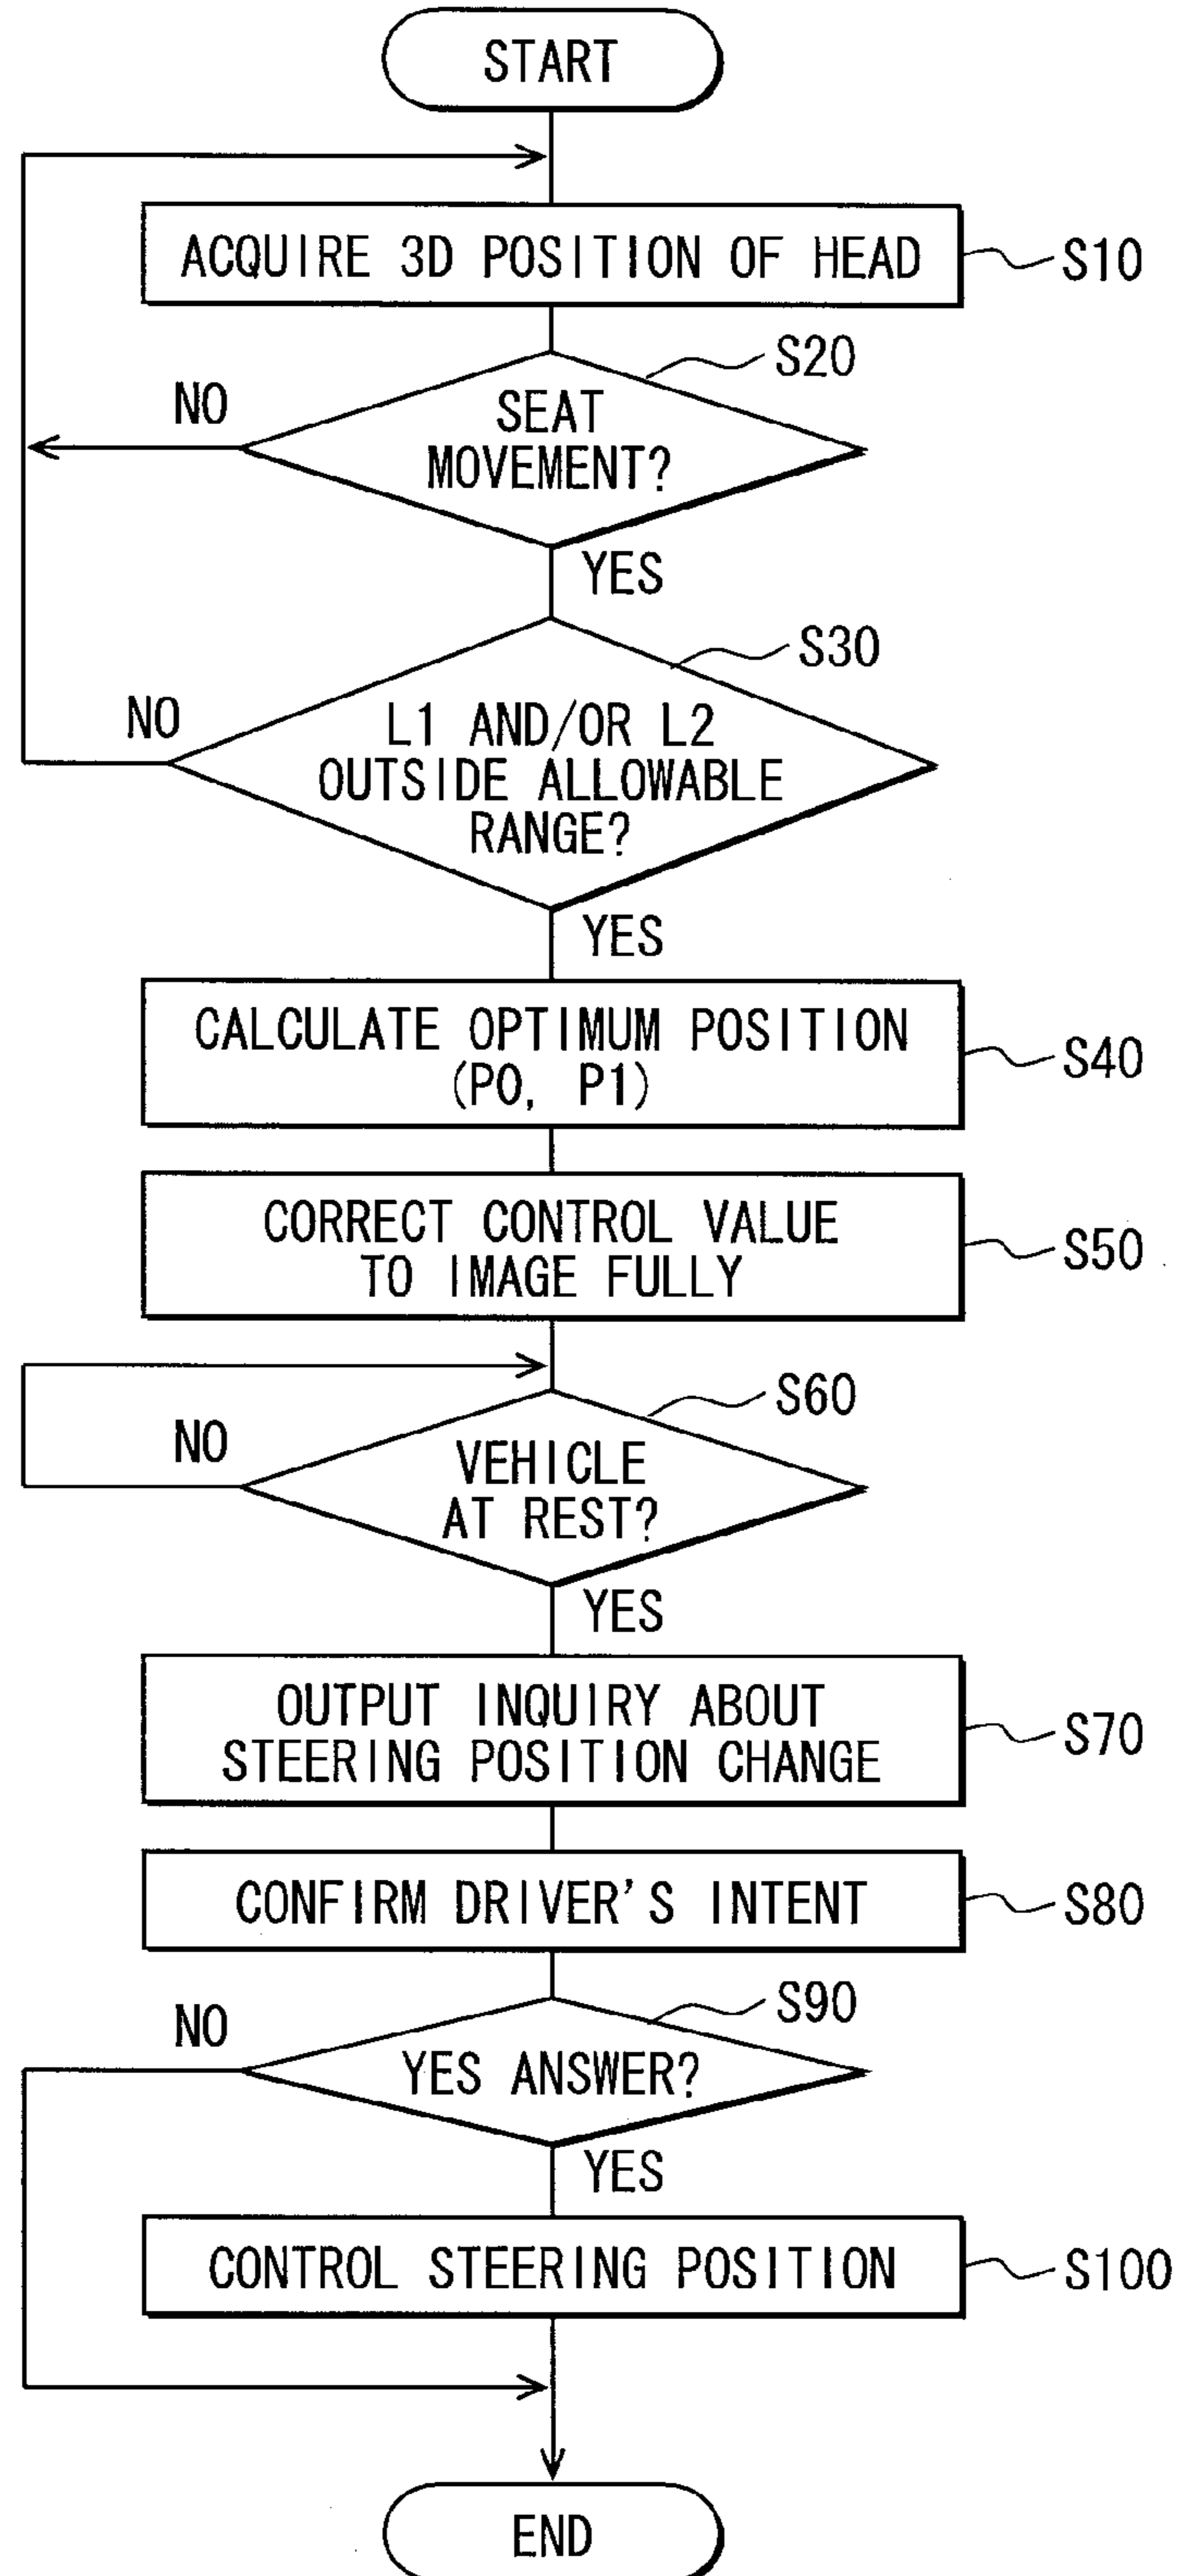 START
ACQUIRE 3D POSITION OF HEAD
S10
S20
NO
SEAT
MOVEMENT?
YES
S30
NO
L1 AND/OR L2
OUTSIDE ALLOWABLE
RANGE?
YES
CALCULATE OPTIMUM POSITION
(P0, P1)
S40
CORRECT CONTROL VALUE
TO IMAGE FULLY
S50
S60
NO
VEHICLE
AT REST?
YES
OUTPUT INQUIRY ABOUT
STEERING POSITION CHANGE
S70
CONFIRM DRIVER'S INTENT
S80
S90
NO
YES ANSWER?
YES
CONTROL STEERING POSITION
S100
END